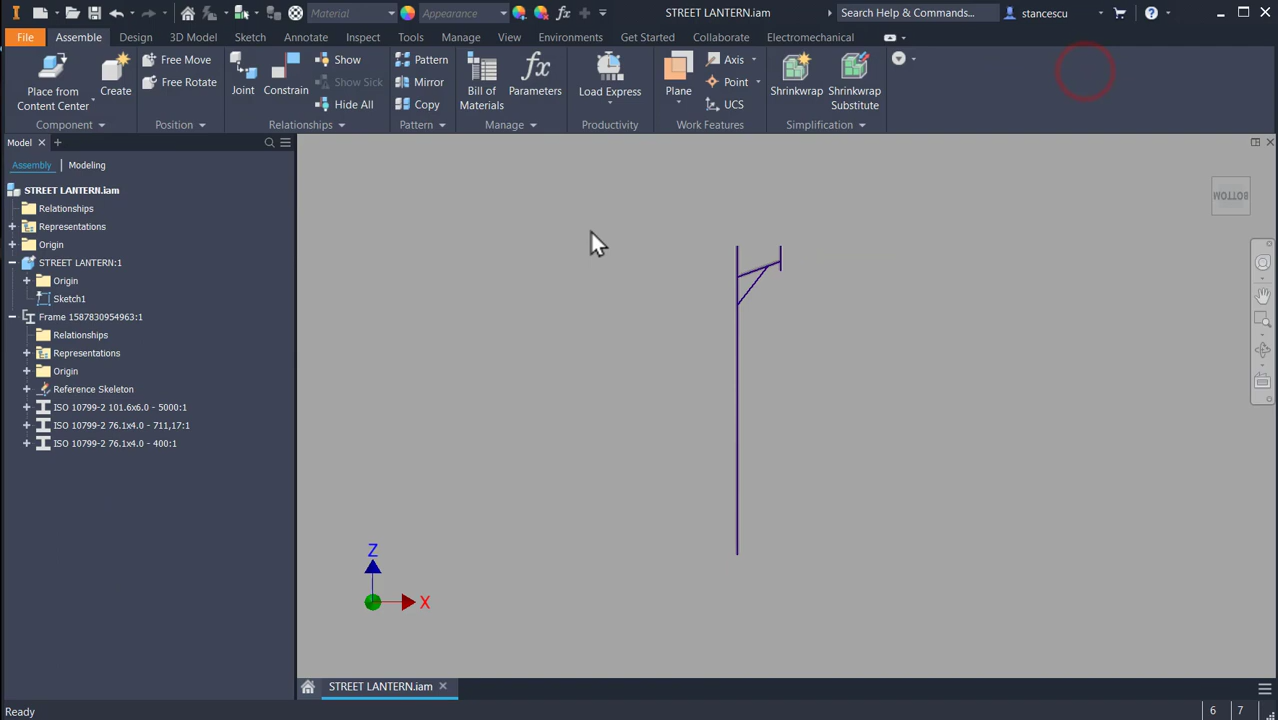 Material
Appearance
STREET LANTERN.iam
Search Help & Commands...
stancescu
File
Assemble
Design
3D Model
Sketch
Annotate
Inspect
Tools
Manage
View
Environments
Get Started
Collaborate
Electromechanical
Place from
Content Center
Create
Free Move
Free Rotate
Joint
Constrain
Show
Show Sick
Hide All
Pattern
Mirror
Copy
Bill of
Materials
fx
Parameters
Load Express
Plane
Axis
Point
UCS
Shrinkwrap
Shrinkwrap
Substitute
Component
Position
Relationships
Pattern
Manage
Productivity
Work Features
Simplification
Model
Assembly
Modeling
STREET LANTERN.iam
Relationships
Representations
Origin
STREET LANTERN:1
Origin
Sketch1
Frame 1587830954963:1
Relationships
Representations
Origin
Reference Skeleton
ISO 10799-2 101.6x6.0 - 5000:1
ISO 10799-2 76.1x4.0 - 711,17:1
ISO 10799-2 76.1x4.0 - 400:1
BOTTOM
Z
X
STREET LANTERN.iam
Ready
6 7